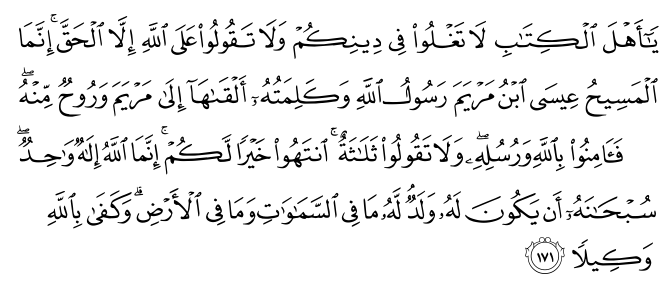 يَـٰٓأَهْلَ ٱلْكِتَـٰبِ لَا تَغْلُوا۟ فِى دِينِكُمْ وَلَا تَقُولُوا۟ عَلَى ٱللَّهِ إِلَّا ٱلْحَقَّ ۚ إِنَّمَا
ٱلْمَسِيحُ عِيسَى ٱبْنُ مَرْيَمَ رَسُولُ ٱللَّهِ وَكَلِمَتُهُۥٓ أَلْقَىٰهَآ إِلَىٰ مَرْيَمَ وَرُوحٌ مِّنْهُ ۖ
فَـَٔامِنُوا۟ بِٱللَّهِ وَرُسُلِهِۦ ۖ وَلَا تَقُولُوا۟ ثَلَـٰثَةٌ ۚ ٱنتَهُوا۟ خَيْرًا لَّكُمْ ۚ إِنَّمَا ٱللَّهُ إِلَـٰهٌ وَٰحِدٌ ۖ
سُبْحَـٰنَهُۥٓ أَن يَكُونَ لَهُۥ وَلَدٌ ۘ لَّهُۥ مَا فِى ٱلسَّمَـٰوَٰتِ وَمَا فِى ٱلْأَرْضِ ۗ وَكَفَىٰ بِٱللَّهِ
وَكِيلًا ١٧١